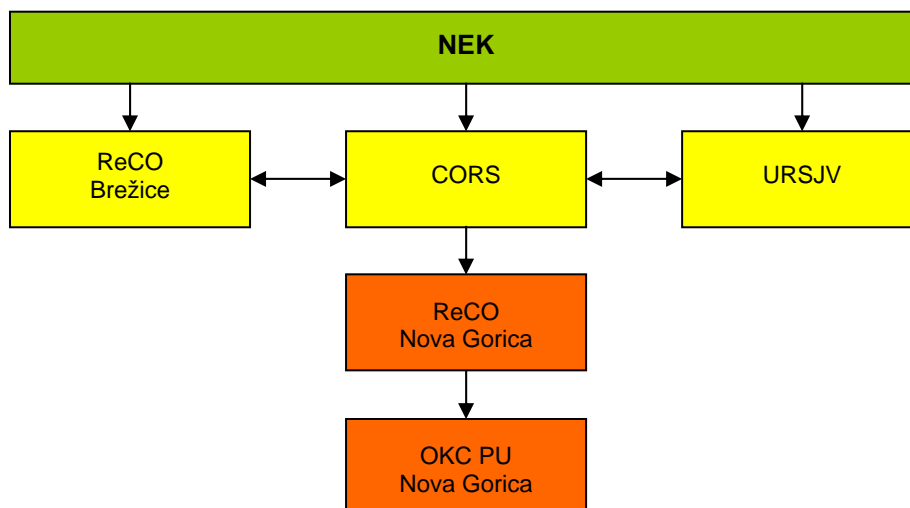 NEK
ReCO
Brežice
CORS
URSJV
ReCO
Nova Gorica
OKC PU
Nova Gorica